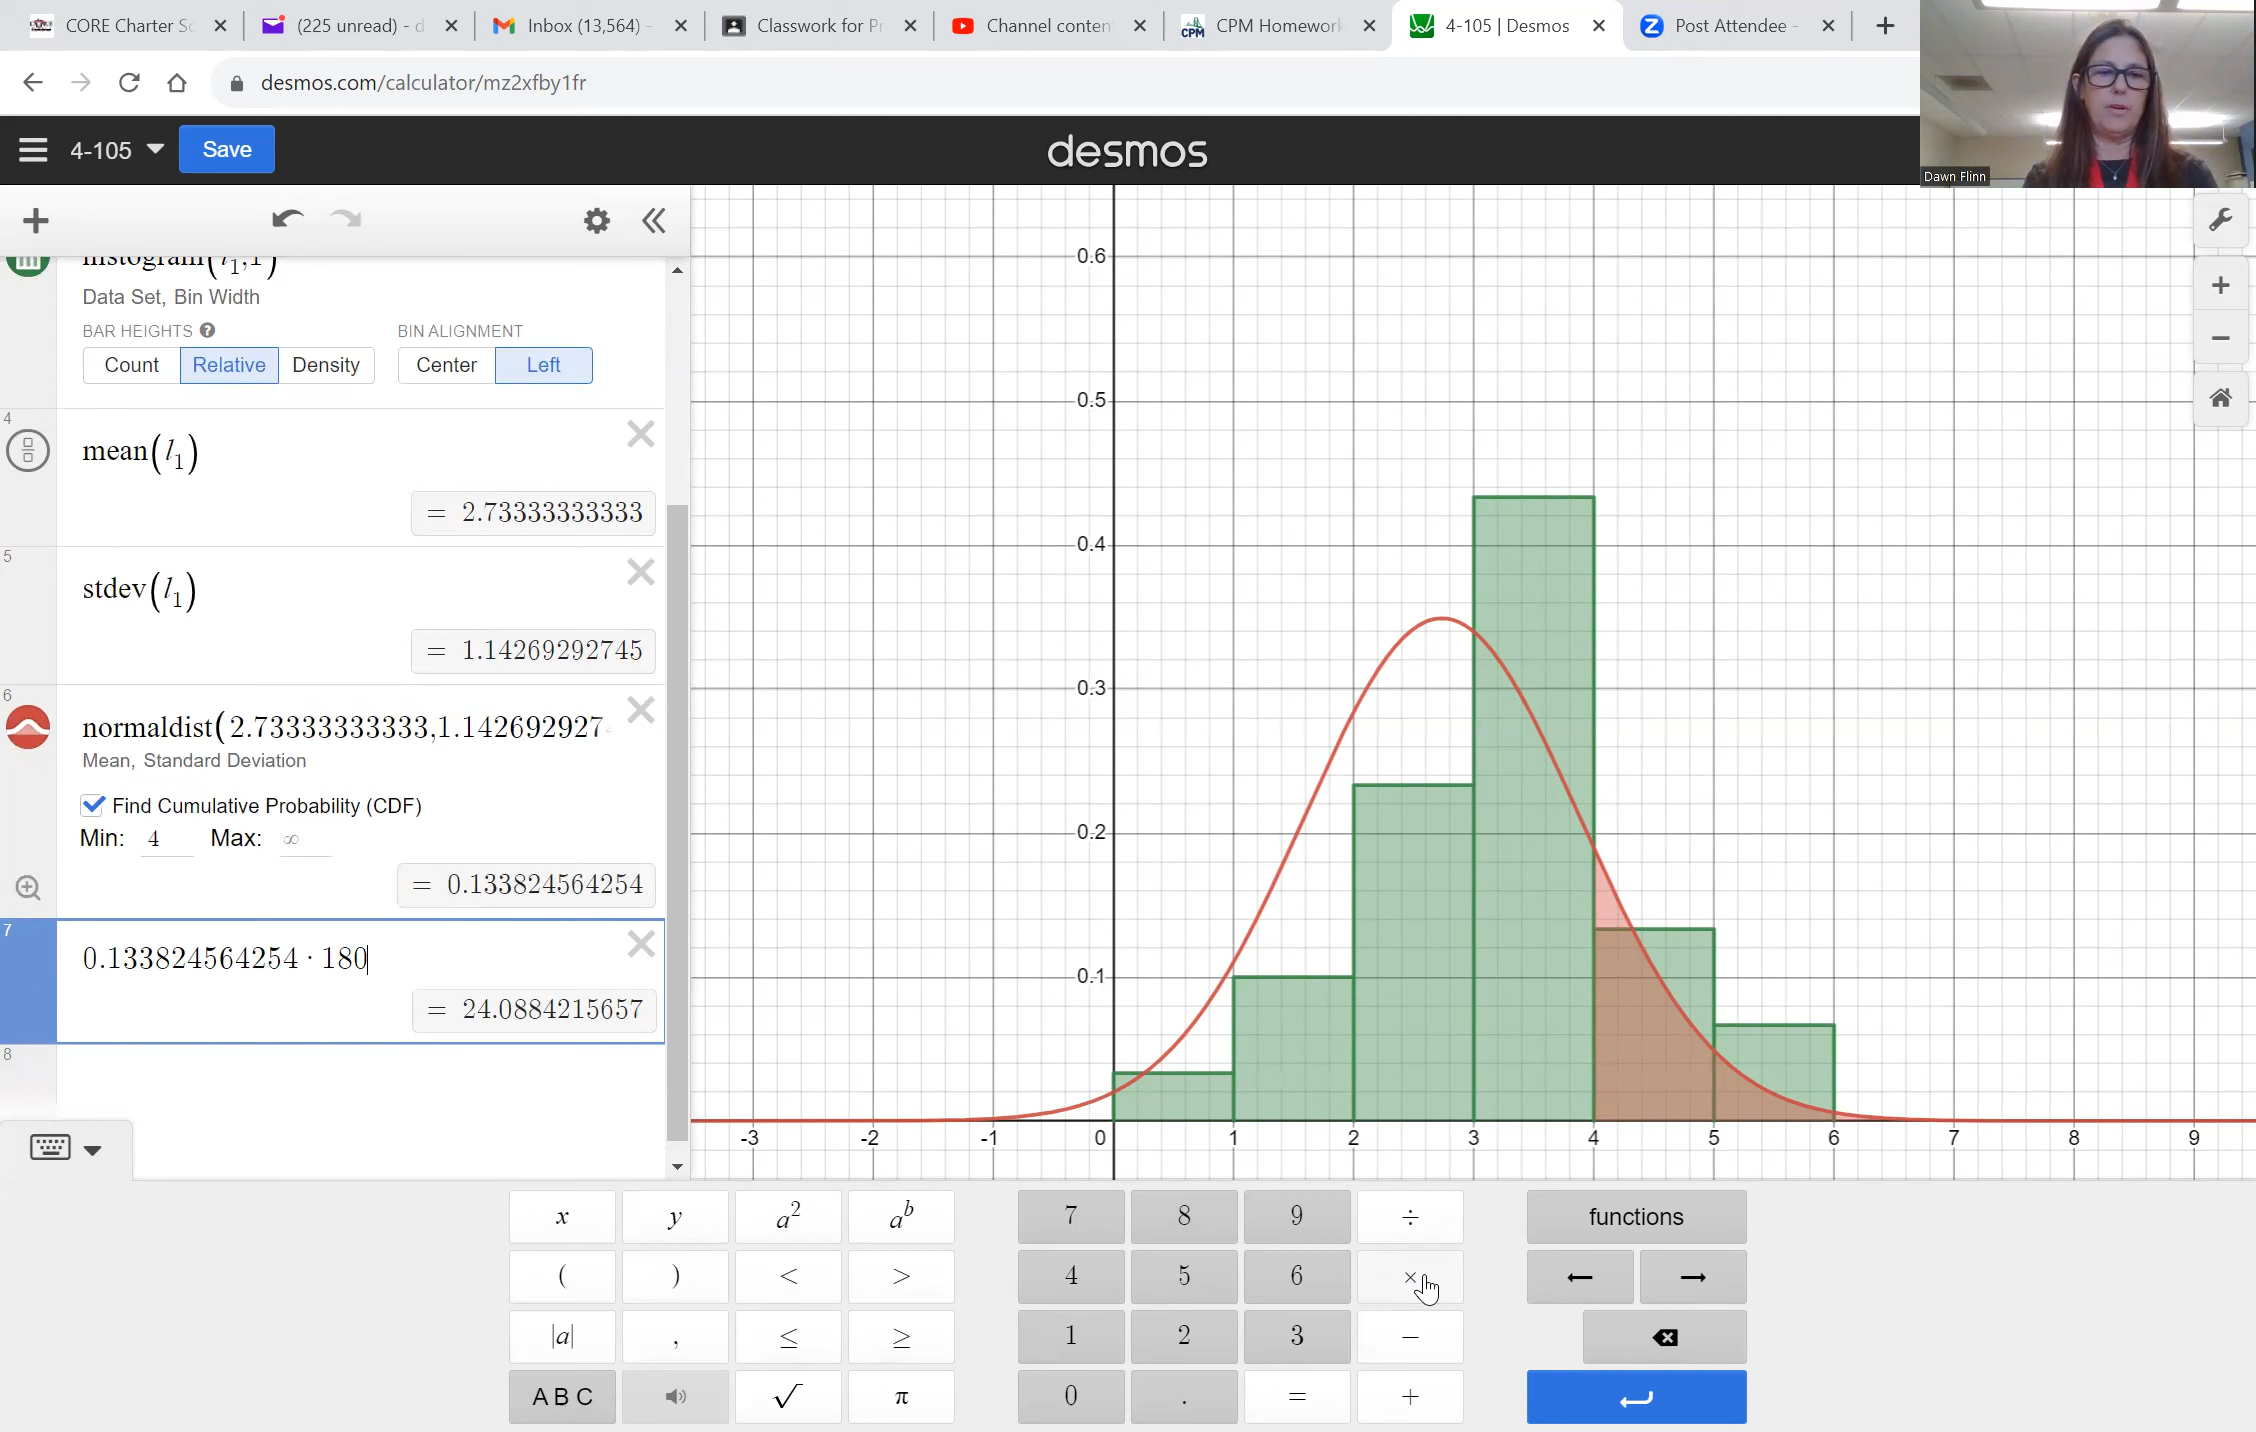 CORE Charter Sc
(225 unread) - d
Inbox (13,564) -
Classwork for Pr
Channel content
CPM Homework
4-105 | Desmos
Post Attendee -
desmos.com/calculator/mz2xfby1fr
4-105
Save
desmos
Dawn Flinn
histogram(l₁,1)
Data Set, Bin Width
BAR HEIGHTS
BIN ALIGNMENT
Count Relative Density
Center Left
4
mean(l₁)
= 2.73333333333
5
stdev(l₁)
= 1.14269292745
6
normaldist(2.73333333333,1.1426929274
Mean, Standard Deviation
Find Cumulative Probability (CDF)
Min: 4 Max: ∞
= 0.133824564254
7
0.133824564254 · 180
= 24.0884215657
8
0.6
0.5
0.4
0.3
0.2
0.1
-3 -2 -1 0 1 2 3 4 5 6 7 8 9
x y a² aᵇ 7 8 9 ÷ functions
( ) < > 4 5 6 × ← →
|a| , ≤ ≥ 1 2 3 −
A B C √ π 0 . = +